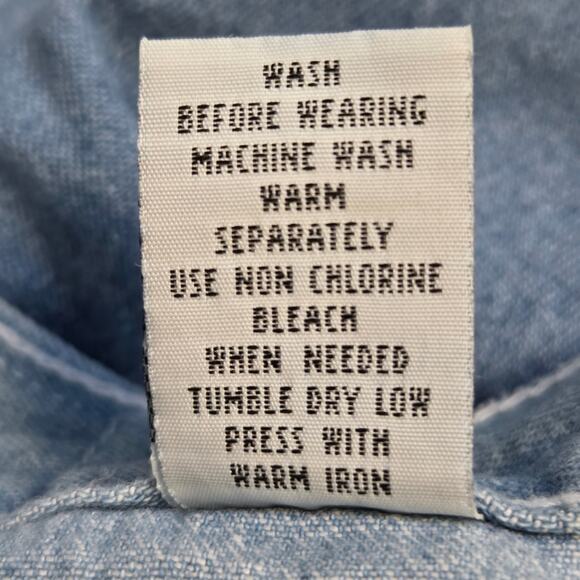 WASH
BEFORE WEARING
MACHINE WASH
WARM
SEPARATELY
USE NON CHLORINE
BLEACH
WHEN NEEDED
TUMBLE DRY LOW
PRESS WITH
WARM IRON